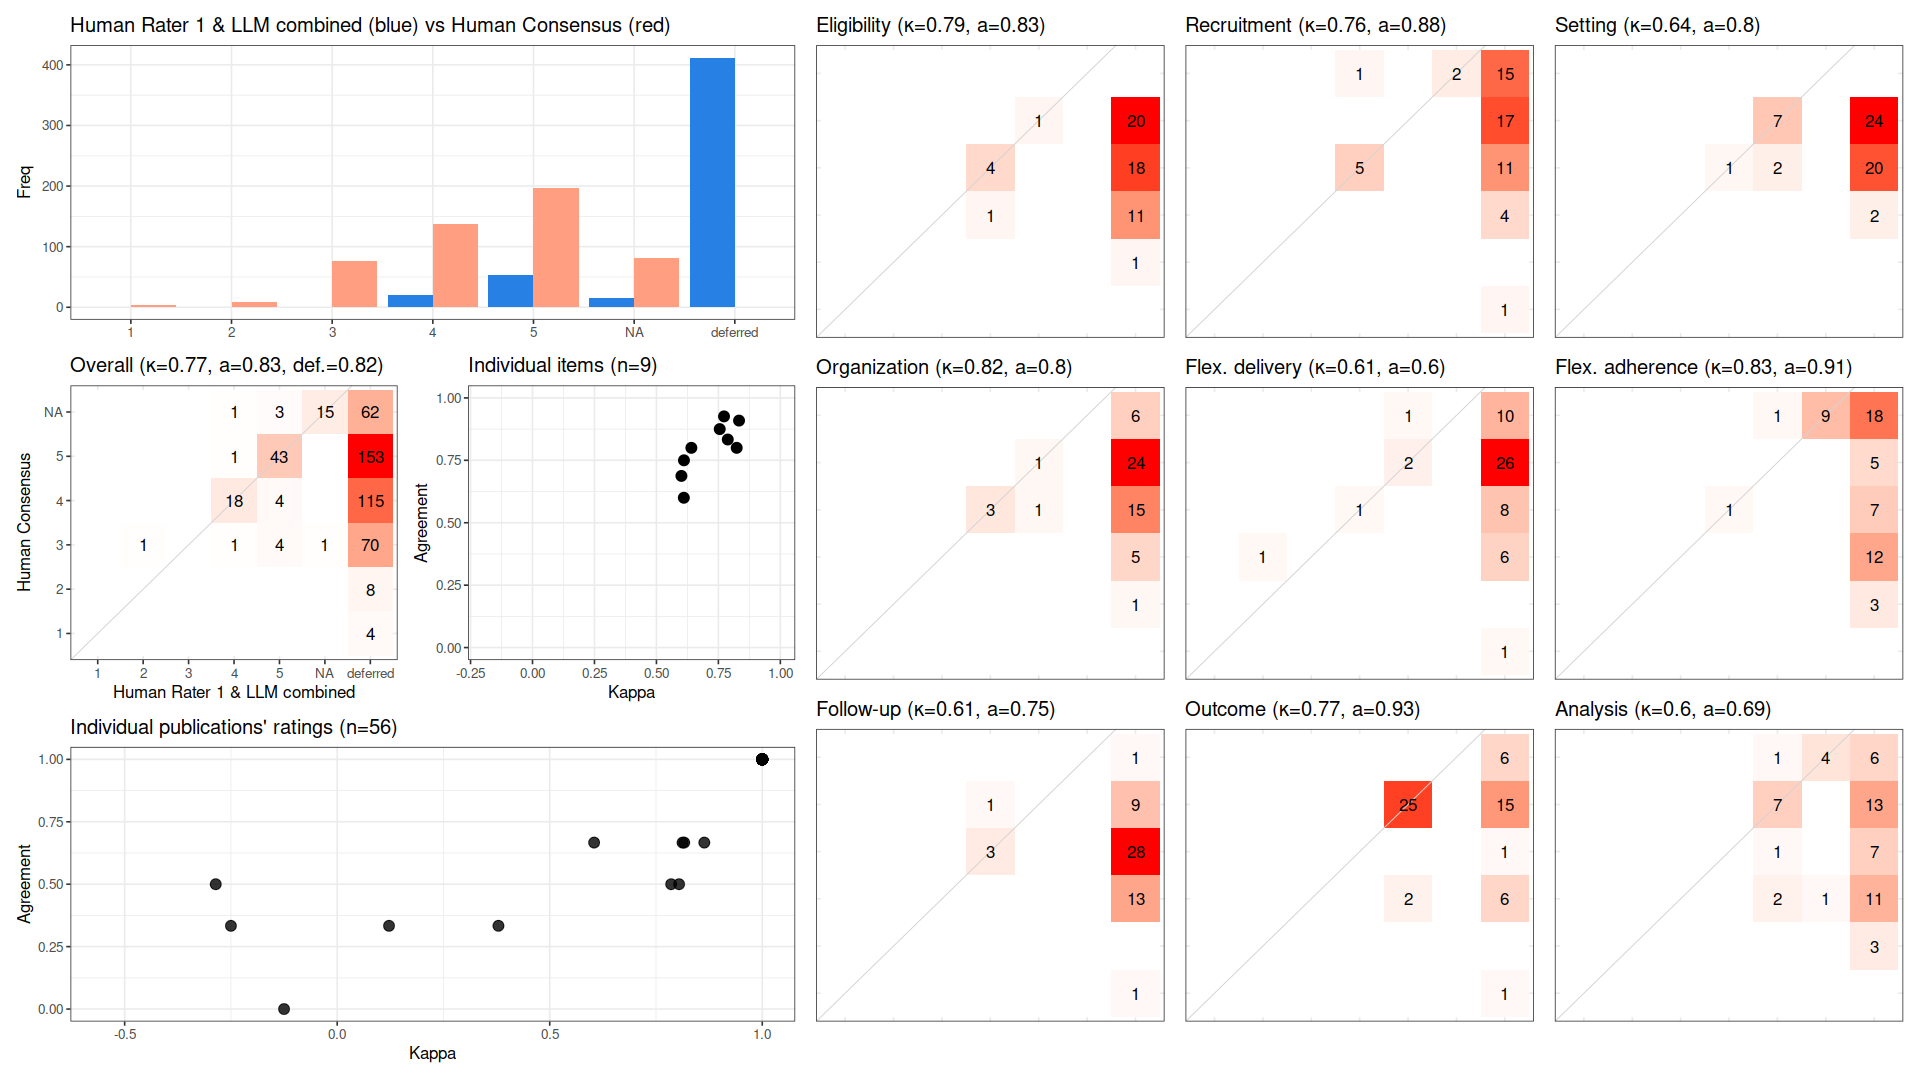 Human Rater 1 & LLM combined (blue) vs Human Consensus (red)
Freq
400
300
200
100
0
1 2 3 4 5 NA deferred
Overall (κ=0.77, a=0.83, def.=0.82)
Human Consensus
NA 1 3 15 62
5 1 43 153
4 18 4 115
3 1 1 4 1 70
2 8
1 4
1 2 3 4 5 NA deferred
Human Rater 1 & LLM combined
Individual items (n=9)
Agreement
1.00
0.75
0.50
0.25
0.00
-0.25 0.00 0.25 0.50 0.75 1.00
Kappa
Individual publications' ratings (n=56)
Agreement
1.00
0.75
0.50
0.25
0.00
-0.5 0.0 0.5 1.0
Kappa
Eligibility (κ=0.79, a=0.83)
1 20
4 18
1 11
1
Recruitment (κ=0.76, a=0.88)
1 2 15
17
5 11
4
1
Setting (κ=0.64, a=0.8)
7 24
1 2 20
2
Organization (κ=0.82, a=0.8)
6
1 24
3 1 15
5
1
Flex. delivery (κ=0.61, a=0.6)
1 10
2 26
1 8
1 6
1
Flex. adherence (κ=0.83, a=0.91)
1 9 18
5
1 7
12
3
Follow-up (κ=0.61, a=0.75)
1
1 9
3 28
13
1
Outcome (κ=0.77, a=0.93)
6
25 15
1
2 6
1
Analysis (κ=0.6, a=0.69)
1 4 6
7 13
1 7
2 1 11
3